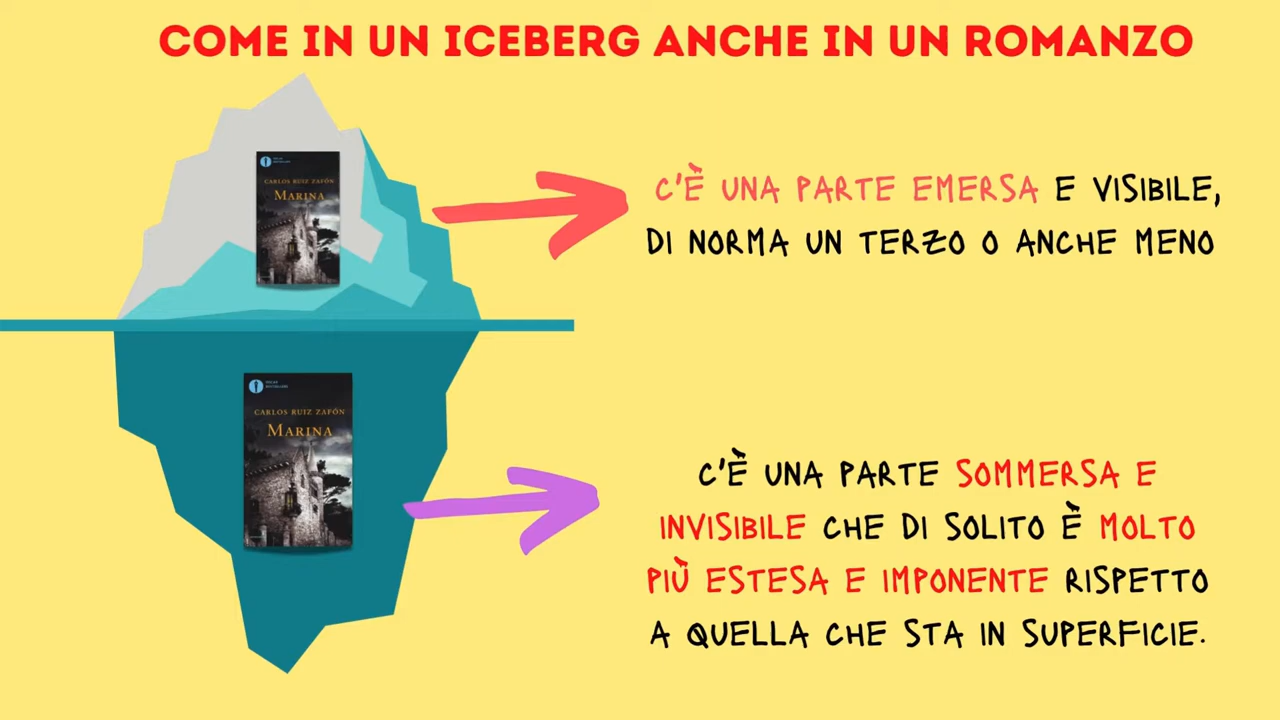 COME IN UN ICEBERG ANCHE IN UN ROMANZO
CARLOS RUIZ ZAFÓN
MARINA
C'È UNA PARTE EMERSA E VISIBILE,
DI NORMA UN TERZO O ANCHE MENO
CARLOS RUIZ ZAFÓN
MARINA
C'È UNA PARTE SOMMERSA E
INVISIBILE CHE DI SOLITO È MOLTO
PIÙ ESTESA E IMPONENTE RISPETTO
A QUELLA CHE STA IN SUPERFICIE.